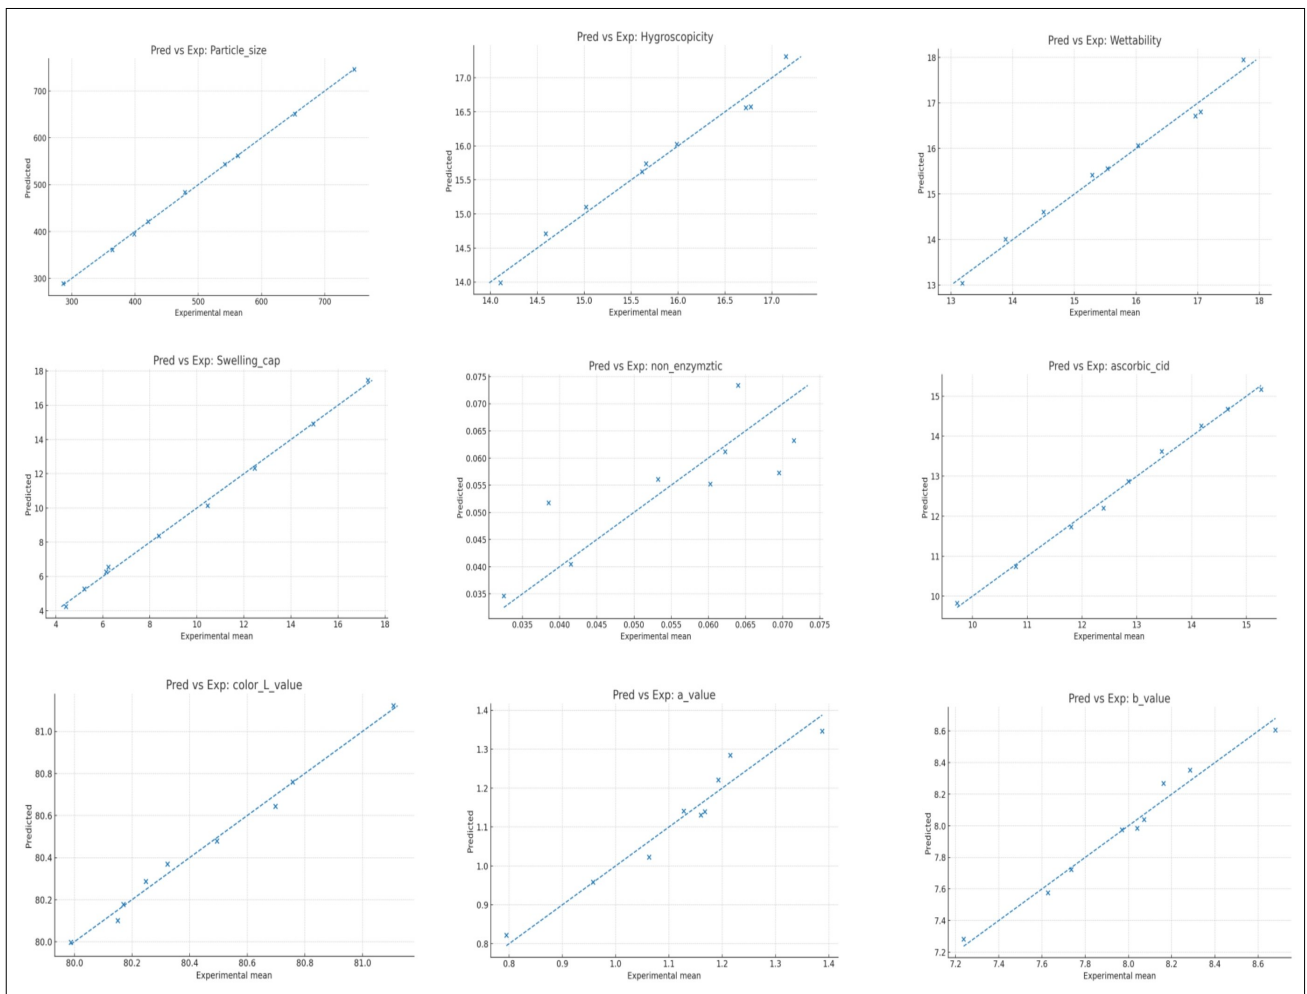 Pred vs Exp: Particle_size
700
600
500
400
300
Predicted
300 400 500 600 700
Experimental mean
Pred vs Exp: Hygroscopicity
17.0
16.5
16.0
15.5
15.0
14.5
14.0
Predicted
14.0 14.5 15.0 15.5 16.0 16.5 17.0
Experimental mean
Pred vs Exp: Wettability
18
17
16
15
14
13
Predicted
13 14 15 16 17 18
Experimental mean
Pred vs Exp: Swelling_cap
18
16
14
12
10
8
6
4
Predicted
4 6 8 10 12 14 16 18
Experimental mean
Pred vs Exp: non_enzymztic
0.075
0.070
0.065
0.060
0.055
0.050
0.045
0.040
0.035
Predicted
0.035 0.040 0.045 0.050 0.055 0.060 0.065 0.070 0.075
Experimental mean
Pred vs Exp: ascorbic_cid
15
14
13
12
11
10
Predicted
10 11 12 13 14 15
Experimental mean
Pred vs Exp: color_L_value
81.0
80.8
80.6
80.4
80.2
80.0
Predicted
80.0 80.2 80.4 80.6 80.8 81.0
Experimental mean
Pred vs Exp: a_value
1.4
1.3
1.2
1.1
1.0
0.9
0.8
Predicted
0.8 0.9 1.0 1.1 1.2 1.3 1.4
Experimental mean
Pred vs Exp: b_value
8.6
8.4
8.2
8.0
7.8
7.6
7.4
7.2
Predicted
7.2 7.4 7.6 7.8 8.0 8.2 8.4 8.6
Experimental mean